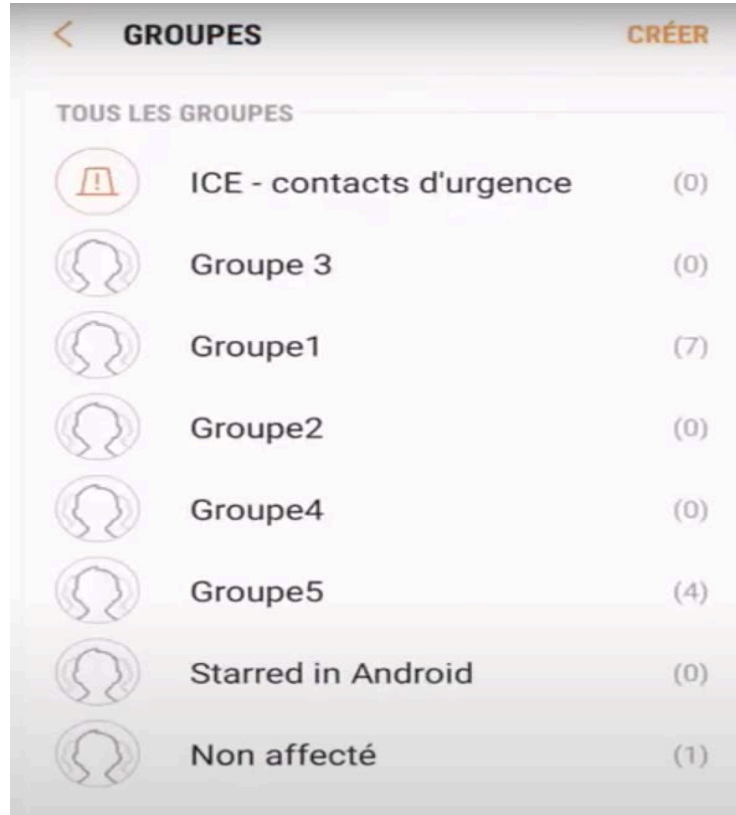 GROUPES CRÉER
TOUS LES GROUPES
ICE - contacts d'urgence (0)
Groupe 3 (0)
Groupe1 (7)
Groupe2 (0)
Groupe4 (0)
Groupe5 (4)
Starred in Android (0)
Non affecté (1)